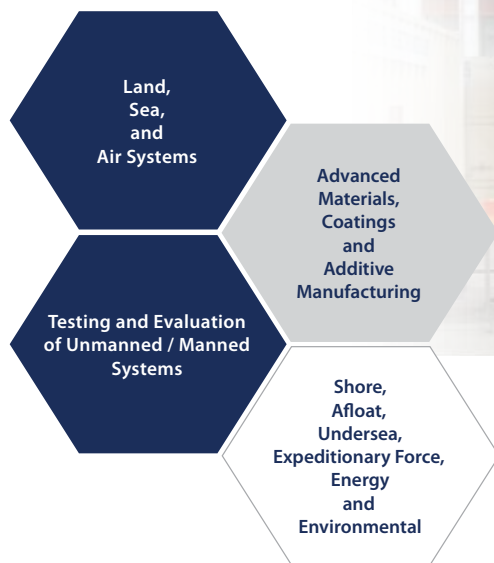 Land,
Sea,
and
Air Systems
Advanced
Materials,
Coatings
and
Additive
Manufacturing
Testing and Evaluation
of Unmanned / Manned
Systems
Shore,
Afloat,
Undersea,
Expeditionary Force,
Energy
and
Environmental